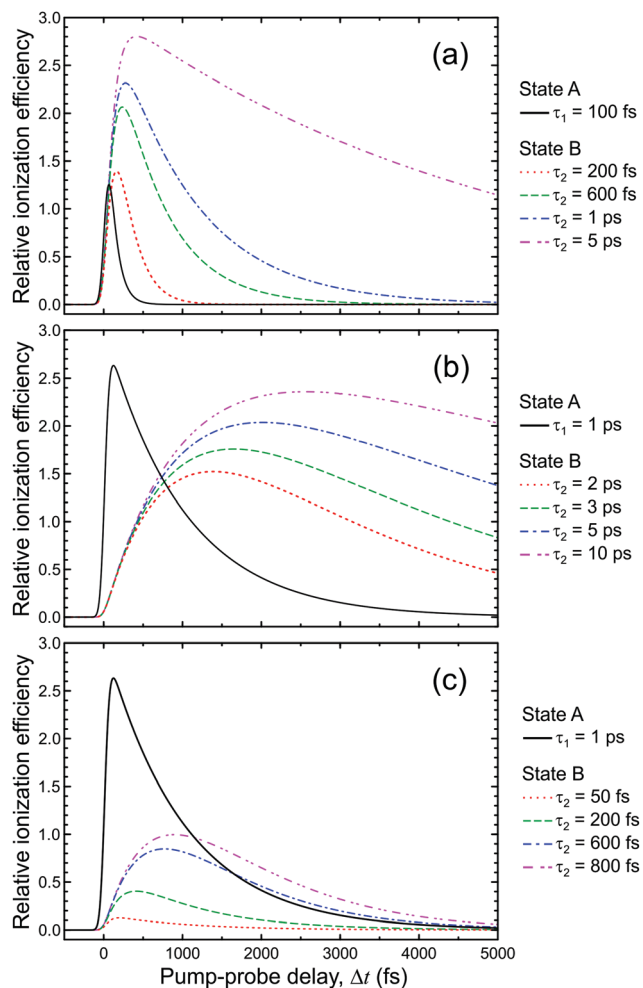 (a)
Relative ionization efficiency
3.0
2.5
2.0
1.5
1.0
0.5
0.0
State A
τ1 = 100 fs
State B
τ2 = 200 fs
τ2 = 600 fs
τ2 = 1 ps
τ2 = 5 ps
(b)
Relative ionization efficiency
3.0
2.5
2.0
1.5
1.0
0.5
0.0
State A
τ1 = 1 ps
State B
τ2 = 2 ps
τ2 = 3 ps
τ2 = 5 ps
τ2 = 10 ps
(c)
Relative ionization efficiency
3.0
2.5
2.0
1.5
1.0
0.5
0.0
State A
τ1 = 1 ps
State B
τ2 = 50 fs
τ2 = 200 fs
τ2 = 600 fs
τ2 = 800 fs
0 1000 2000 3000 4000 5000
Pump-probe delay, Δt (fs)